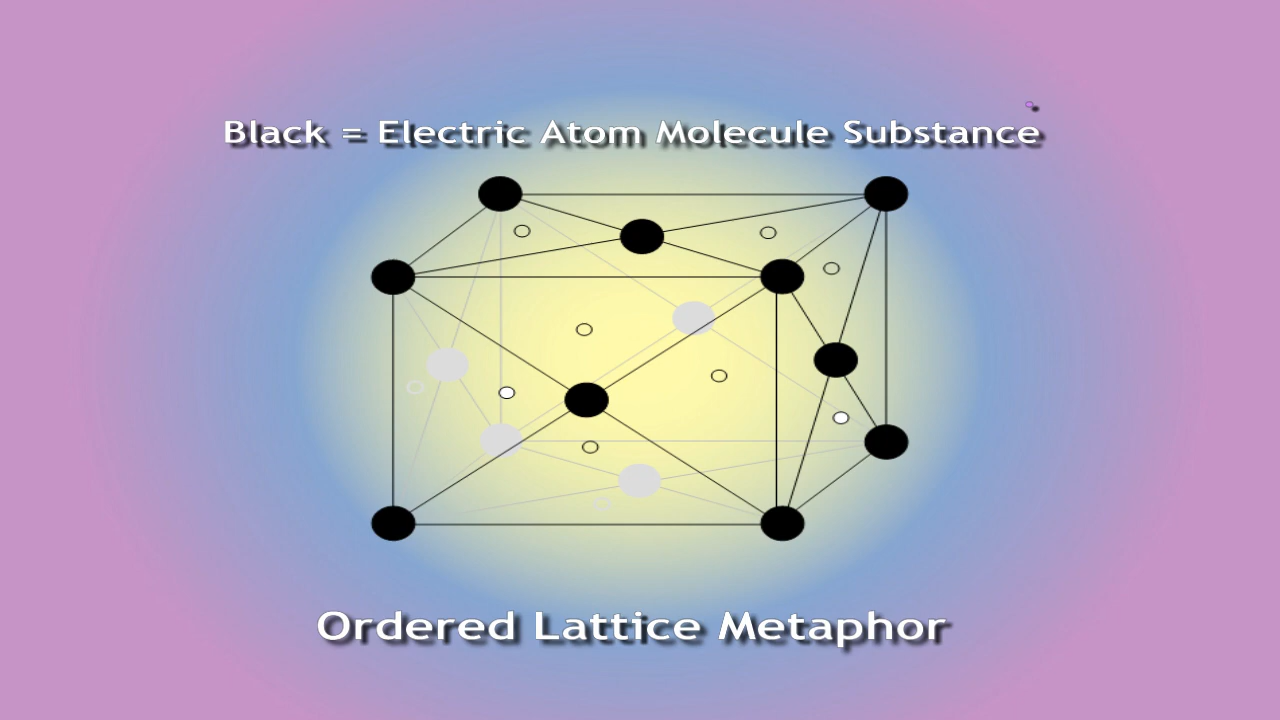 Black = Electric Atom Molecule Substance
Ordered Lattice Metaphor